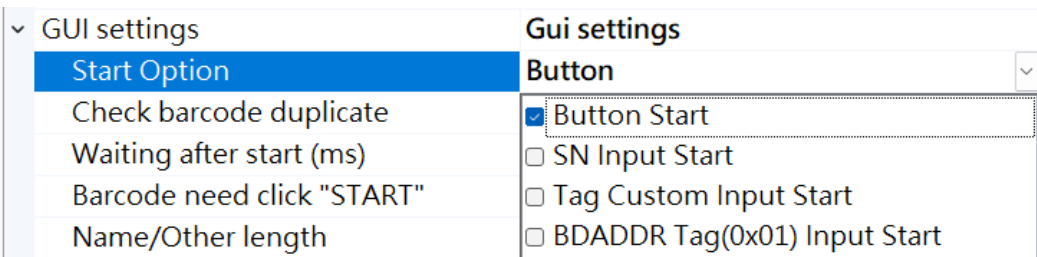 GUI settings Gui settings
Start Option Button
Check barcode duplicate Button Start
Waiting after start (ms) SN Input Start
Barcode need click "START" Tag Custom Input Start
Name/Other length BDADDR Tag(0x01) Input Start